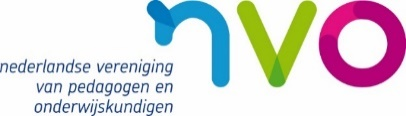 nvo
nederlandse vereniging
van pedagogen en
onderwijskundigen